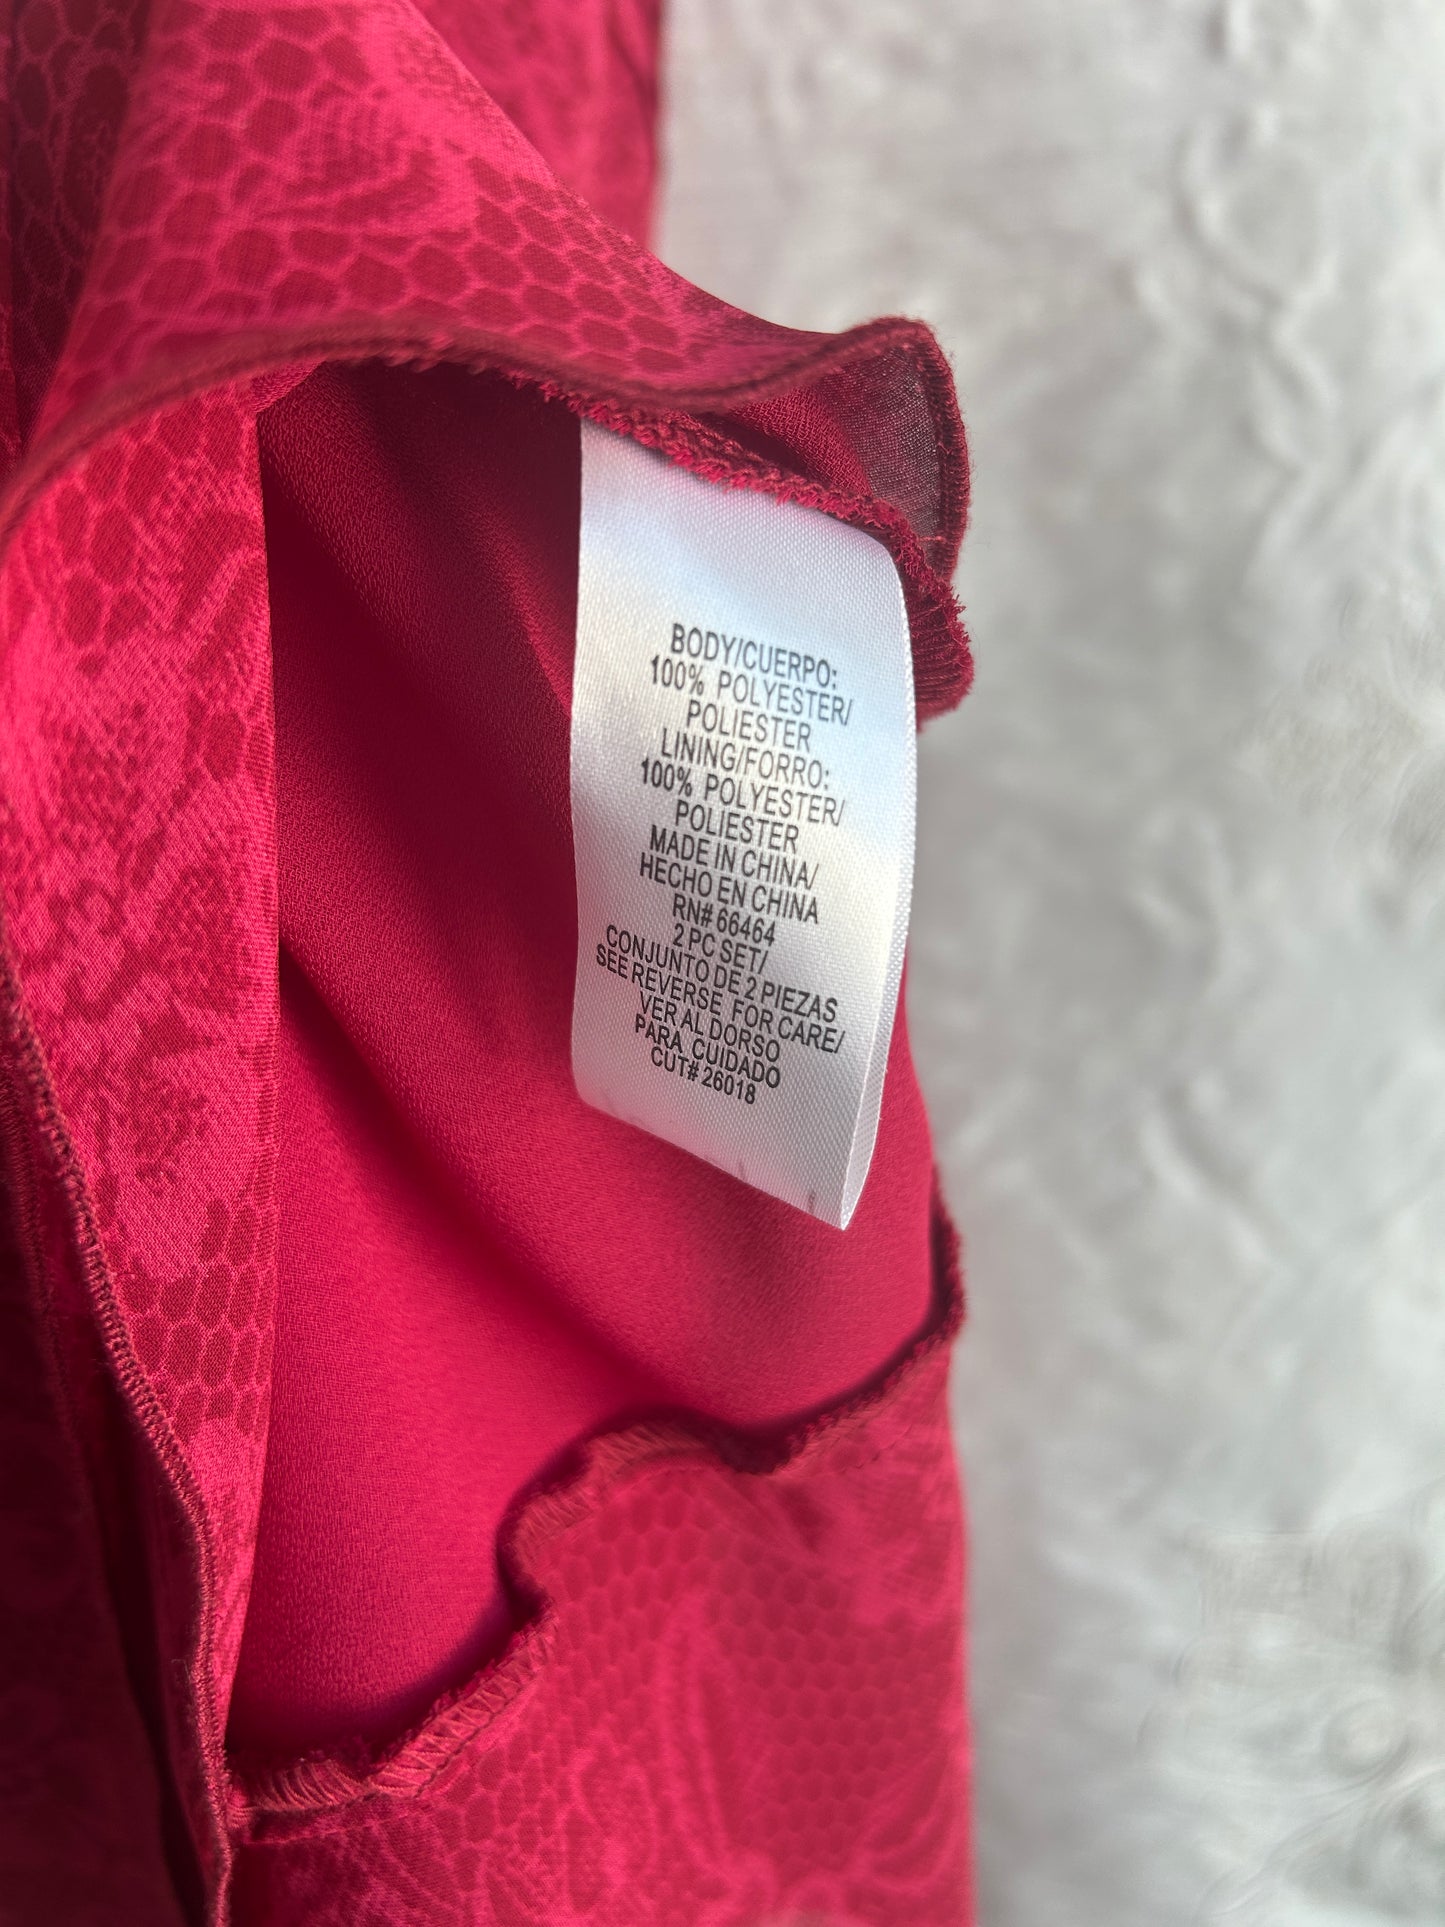 BODY/CUERPO:
100% POLYESTER/
POLIESTER
LINING/FORRO:
100% POLYESTER/
POLIESTER
MADE IN CHINA/
HECHO EN CHINA
RN# 66464
2 PC SET/
CONJUNTO DE 2 PIEZAS
SEE REVERSE FOR CARE/
VER AL DORSO
PARA CUIDADO
CUT# 26018